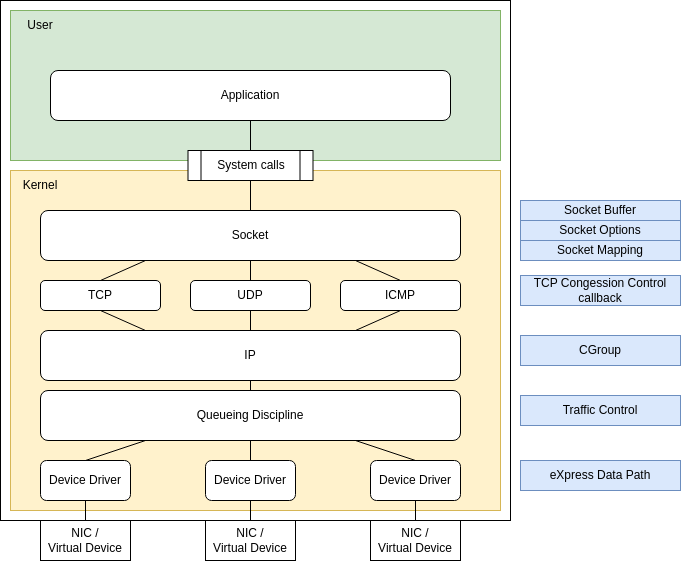 User
Application
System calls
Kernel
Socket
Socket Buffer
Socket Options
Socket Mapping
TCP
UDP
ICMP
TCP Congession Control
callback
IP
CGroup
Queueing Discipline
Traffic Control
Device Driver
Device Driver
Device Driver
eXpress Data Path
NIC /
Virtual Device
NIC /
Virtual Device
NIC /
Virtual Device